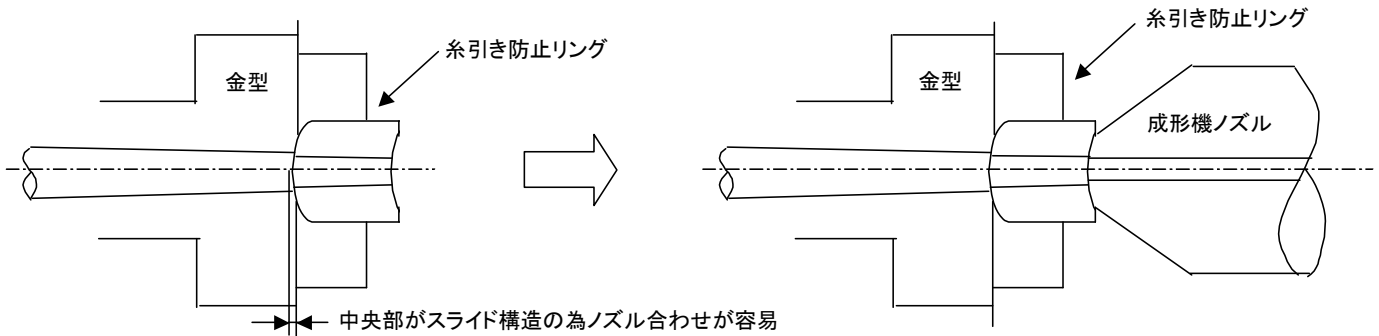 糸引き防止リング
金型
中央部がスライド構造の為ノズル合わせが容易
糸引き防止リング
金型
成形機ノズル